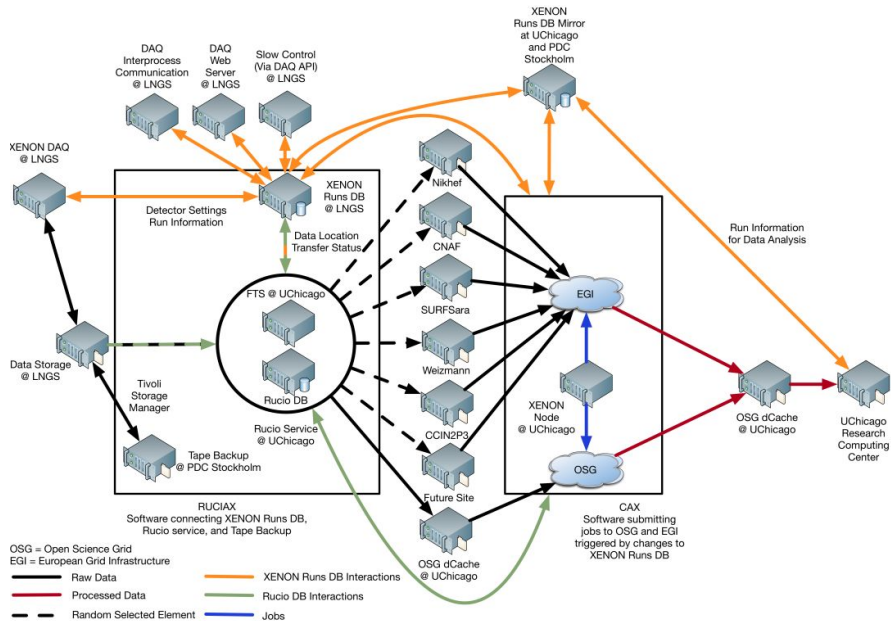 DAQ
Interprocess
Communication
@ LNGS
DAQ
Web
Server
@ LNGS
Slow Control
(Via DAQ API)
@ LNGS
XENON
Runs DB Mirror
at UChicago
and PDC
Stockholm
XENON DAQ
@ LNGS
XENON
Runs DB
@ LNGS
Detector Settings
Run Information
Data Location
Transfer Status
Nikhef
CNAF
SURFSara
Weizmann
CCIN2P3
Future Site
OSG dCache
@ UChicago
Run Information
for Data Analysis
FTS @ UChicago
Rucio DB
Rucio Service
@ UChicago
Data Storage
@ LNGS
Tivoli
Storage
Manager
Tape Backup
@ PDC Stockholm
EGI
XENON
Node
@ UChicago
OSG
OSG dCache
@ UChicago
UChicago
Research
Computing
Center
RUCIAX
Software connecting XENON Runs DB,
Rucio service, and Tape Backup
CAX
Software submitting
jobs to OSG and EGI
triggered by changes to
XENON Runs DB
OSG = Open Science Grid
EGI = European Grid Infrastructure
Raw Data
Processed Data
Random Selected Element
XENON Runs DB Interactions
Rucio DB Interactions
Jobs